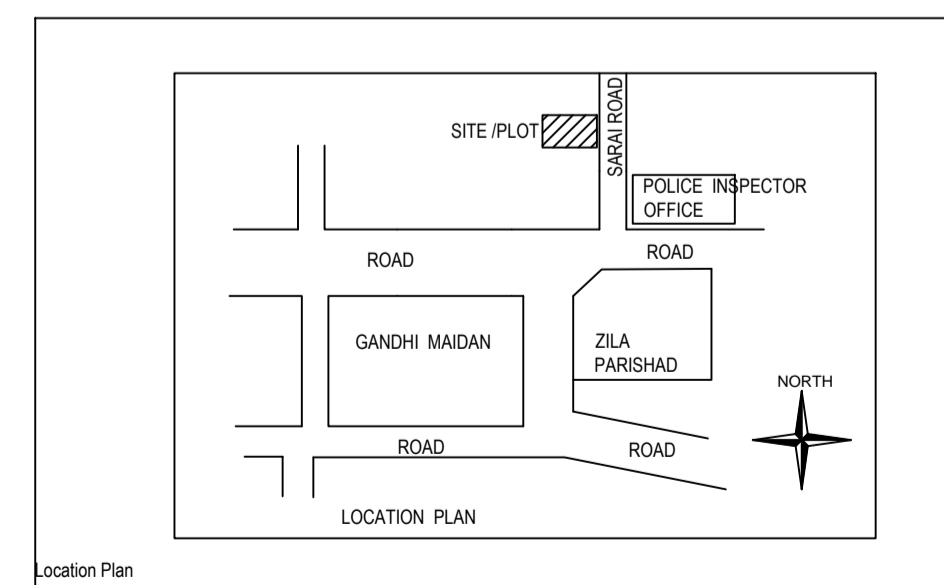 SITE /PLOT
SARAI ROAD
POLICE INSPECTOR
OFFICE
ROAD
ROAD
GANDHI MAIDAN
ZILA
PARISHAD
NORTH
ROAD
ROAD
LOCATION PLAN
Location Plan